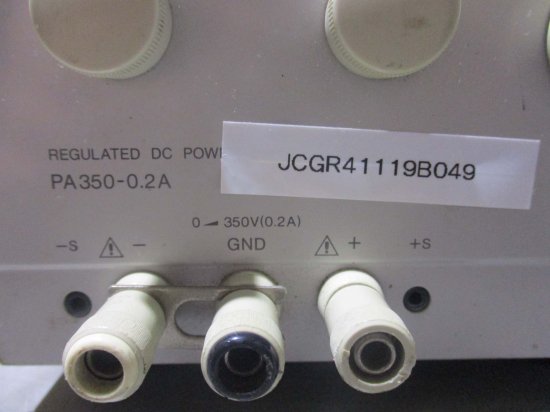 REGULATED DC POW
JCGR41119B049
PA350-0.2A
0 350V(0.2A)
-S - GND + +S